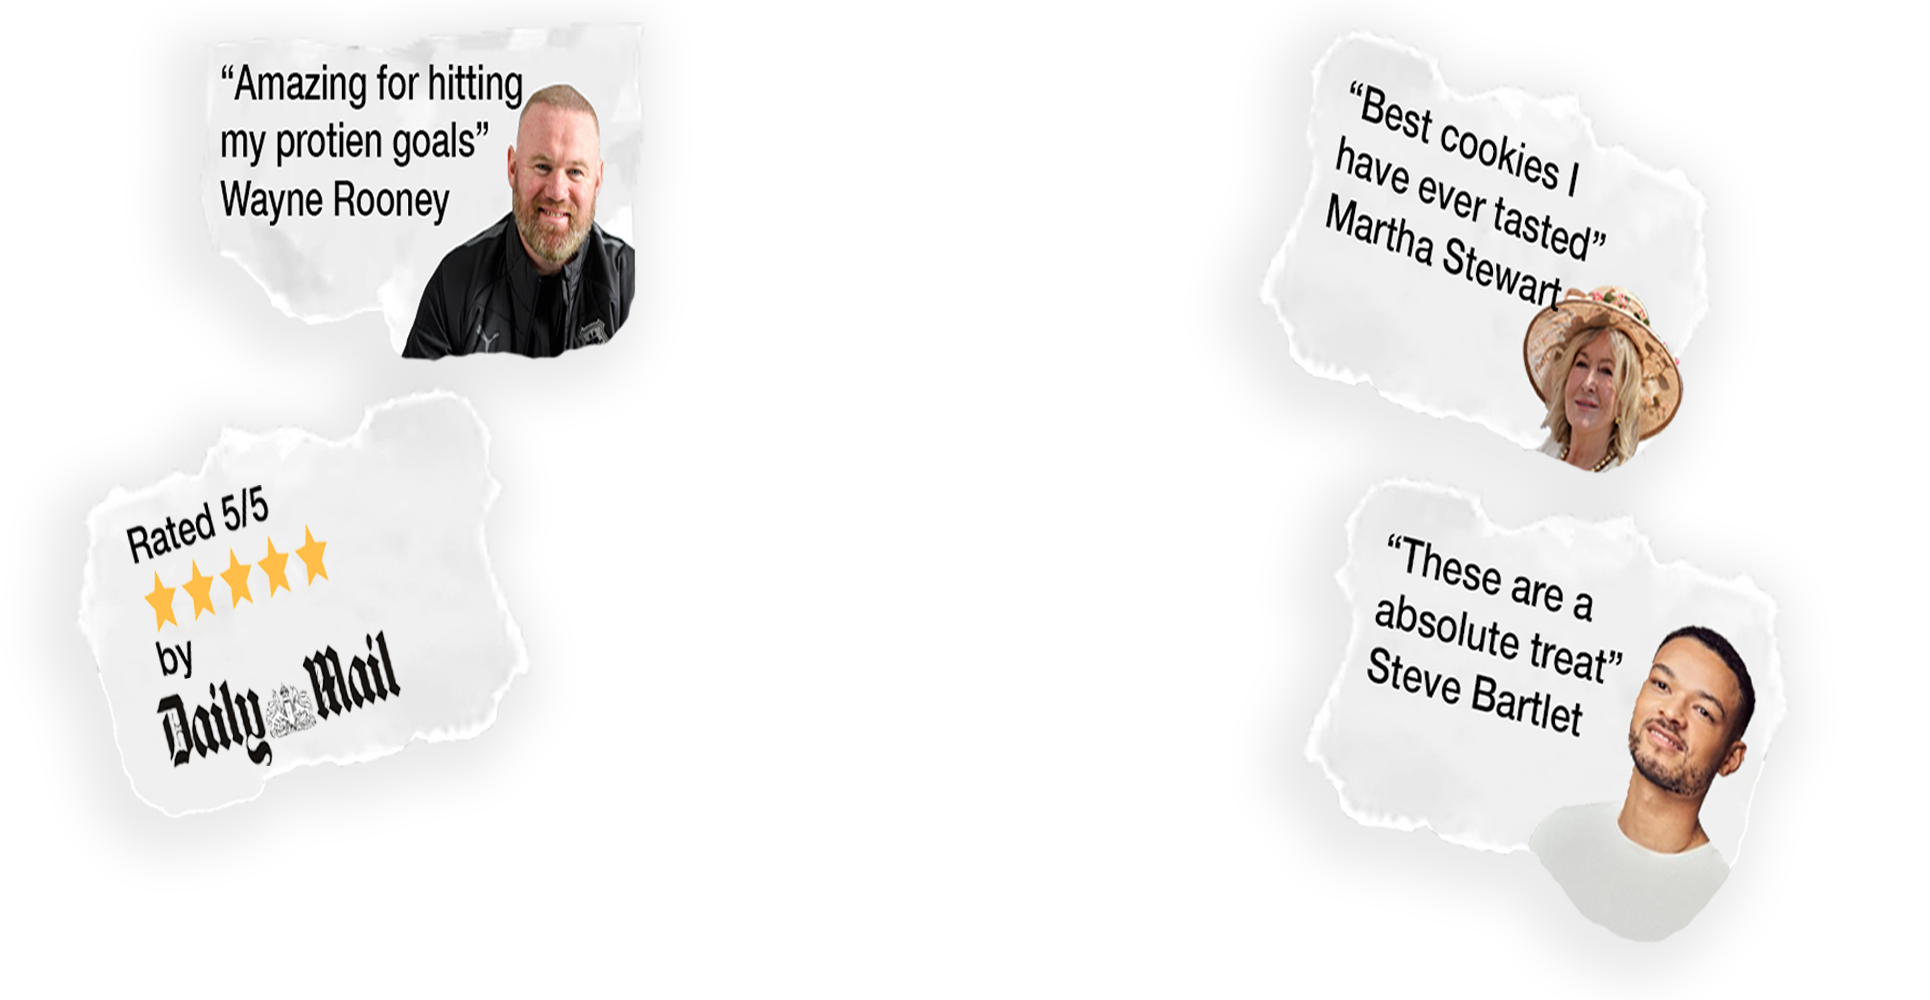 “Amazing for hitting
my protien goals”
Wayne Rooney
Rated 5/5
by
Daily Mail
“Best cookies I
have ever tasted”
Martha Stewart
“These are a
absolute treat”
Steve Bartlet